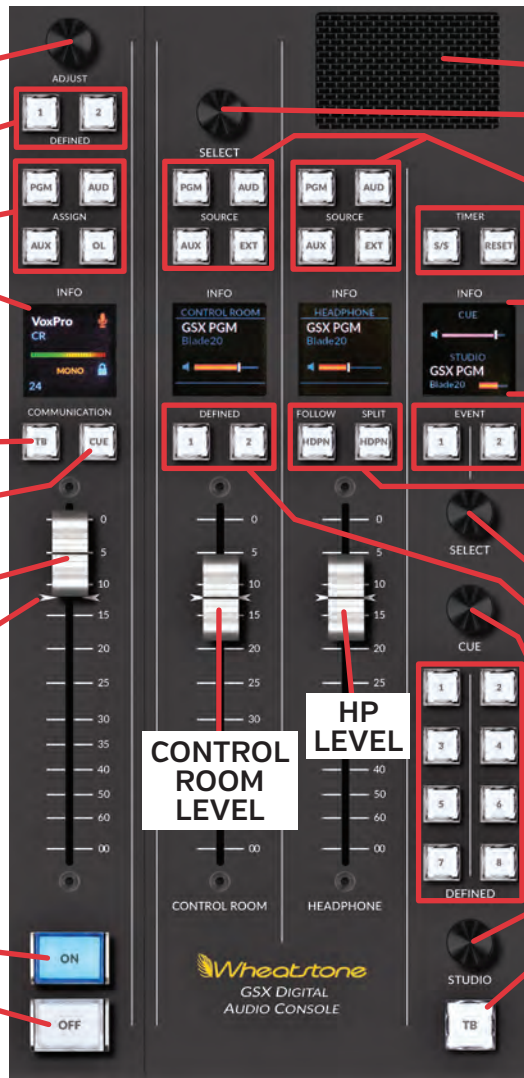 ADJUST
1 2
DEFINED
PGM AUD
ASSIGN
AUX OL
INFO
VoxPro
CR
MONO
24
COMMUNICATION
TB CUE
0
5
10
15
20
25
30
35
40
50
60
00
ON
OFF
SELECT
PGM AUD
SOURCE
AUX EXT
INFO
CONTROL ROOM
GSX PGM
Blade20
DEFINED
1 2
0
5
10
15
20
25
30
CONTROL
ROOM
LEVEL
50
60
00
CONTROL ROOM
PGM AUD
SOURCE
AUX EXT
INFO
HEADPHONE
GSX PGM
Blade20
FOLLOW SPLIT
HDPN HDPN
0
5
10
15
20
25
HP
LEVEL
40
50
60
00
HEADPHONE
Wheatstone
GSX DIGITAL
AUDIO CONSOLE
TIMER
S/S RESET
INFO
CUE
STUDIO
GSX PGM
Blade20
EVENT
1 2
SELECT
CUE
1 2
3 4
5 6
7 8
DEFINED
STUDIO
TB